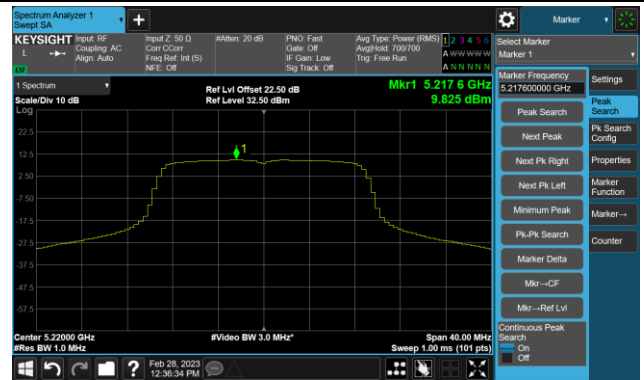 Spectrum Analyzer 1
Swept SA
Marker
KEYSIGHT
Input: RF
Coupling: AC
Align: Auto
Input Z: 50 Ω
Corr CCorr
Freq Ref: Int (S)
NFE: Off
#Atten: 20 dB
PNO: Fast
Gate: Off
IF Gain: Low
Sig Track: Off
Avg Type: Power (RMS)
Avg|Hold: 700/700
Trig: Free Run
1 2 3 4 5 6
A W W W W W
A N N N N N
L
LW
Select Marker
Marker 1
1 Spectrum
Scale/Div 10 dB
Log
Ref Lvl Offset 22.50 dB
Ref Level 32.50 dBm
Mkr1 5.217 6 GHz
9.825 dBm
Marker Frequency
5.217600000 GHz
Peak Search
Next Peak
Next Pk Right
Next Pk Left
Minimum Peak
Pk-Pk Search
Marker Delta
Mkr→CF
Mkr→Ref Lvl
Continuous Peak
Search
On
Off
Settings
Peak
Search
Pk Search
Config
Properties
Marker
Function
Marker→
Counter
1
22.5
12.5
2.50
-7.50
-17.5
-27.5
-37.5
-47.5
-57.5
Center 5.22000 GHz
#Res BW 1.0 MHz
#Video BW 3.0 MHz*
Span 40.00 MHz
Sweep 1.00 ms (101 pts)
?
Feb 28, 2023
12:36:34 PM